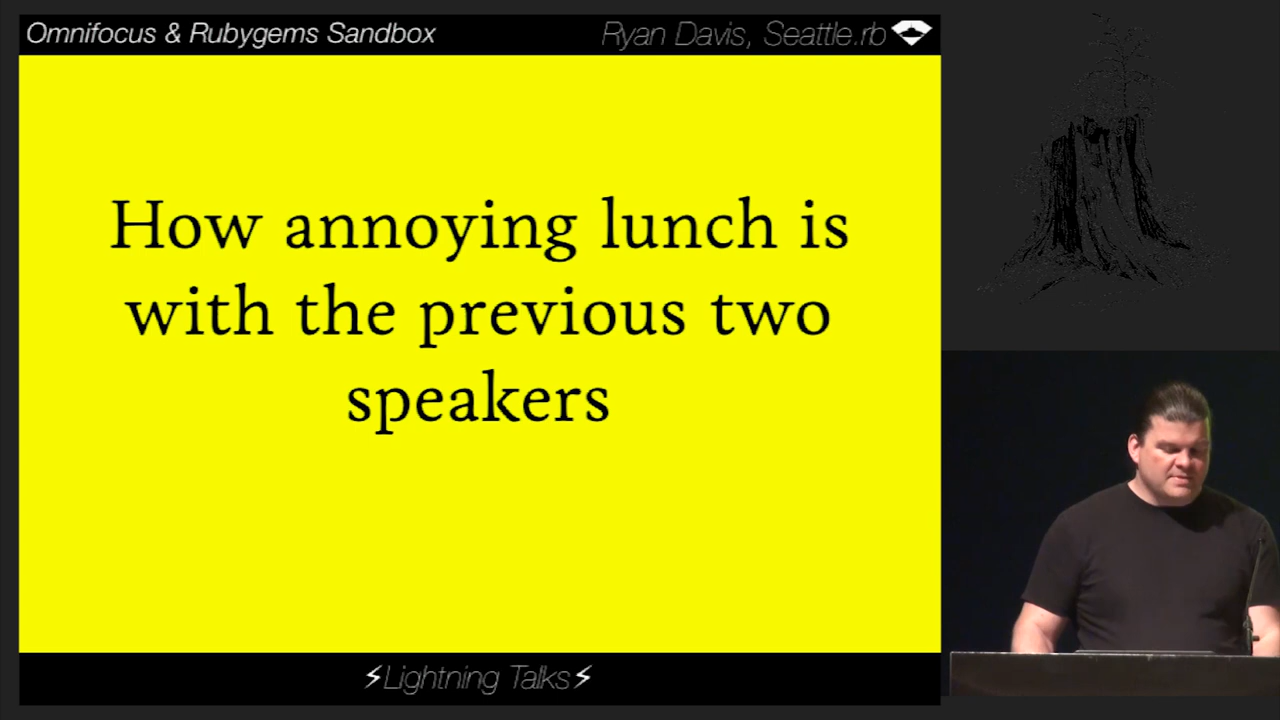 Omnifocus & Rubygems Sandbox
Ryan Davis, Seattle.rb
How annoying lunch is
with the previous two
speakers
⚡Lightning Talks⚡